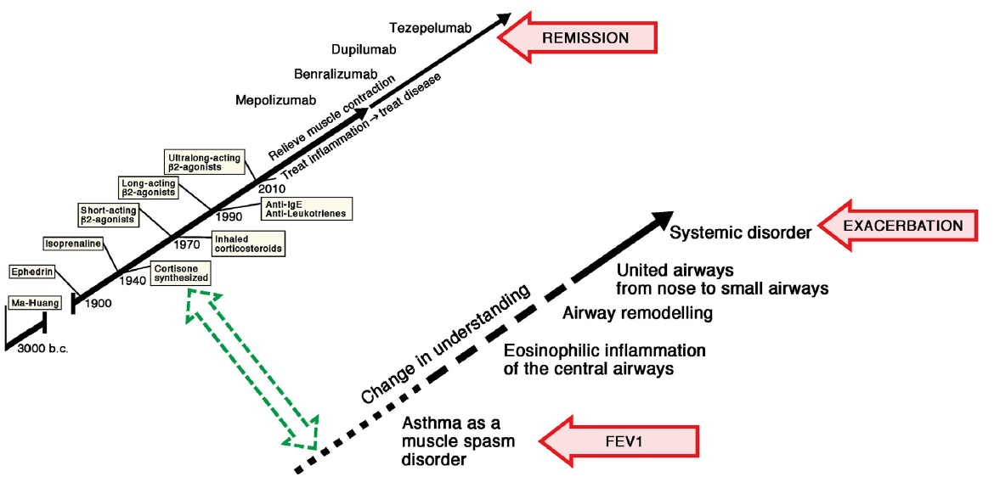 Tezepelumab
REMISSION
Dupilumab
Benralizumab
Mepolizumab
Relieve muscle contraction
Treat inflammation → treat disease
Ultralong-acting
β2-agonists
2010
Long-acting
β2-agonists
Anti-IgE
Anti-Leukotrienes
1990
Short-acting
β2-agonists
Inhaled
corticosteroids
1970
Isoprenaline
Cortisone
synthesized
1940
Ephedrin
1900
Ma-Huang
3000 b.c.
Change in understanding
Systemic disorder
EXACERBATION
United airways
from nose to small airways
Airway remodelling
Eosinophilic inflammation
of the central airways
Asthma as a
muscle spasm
disorder
FEV1